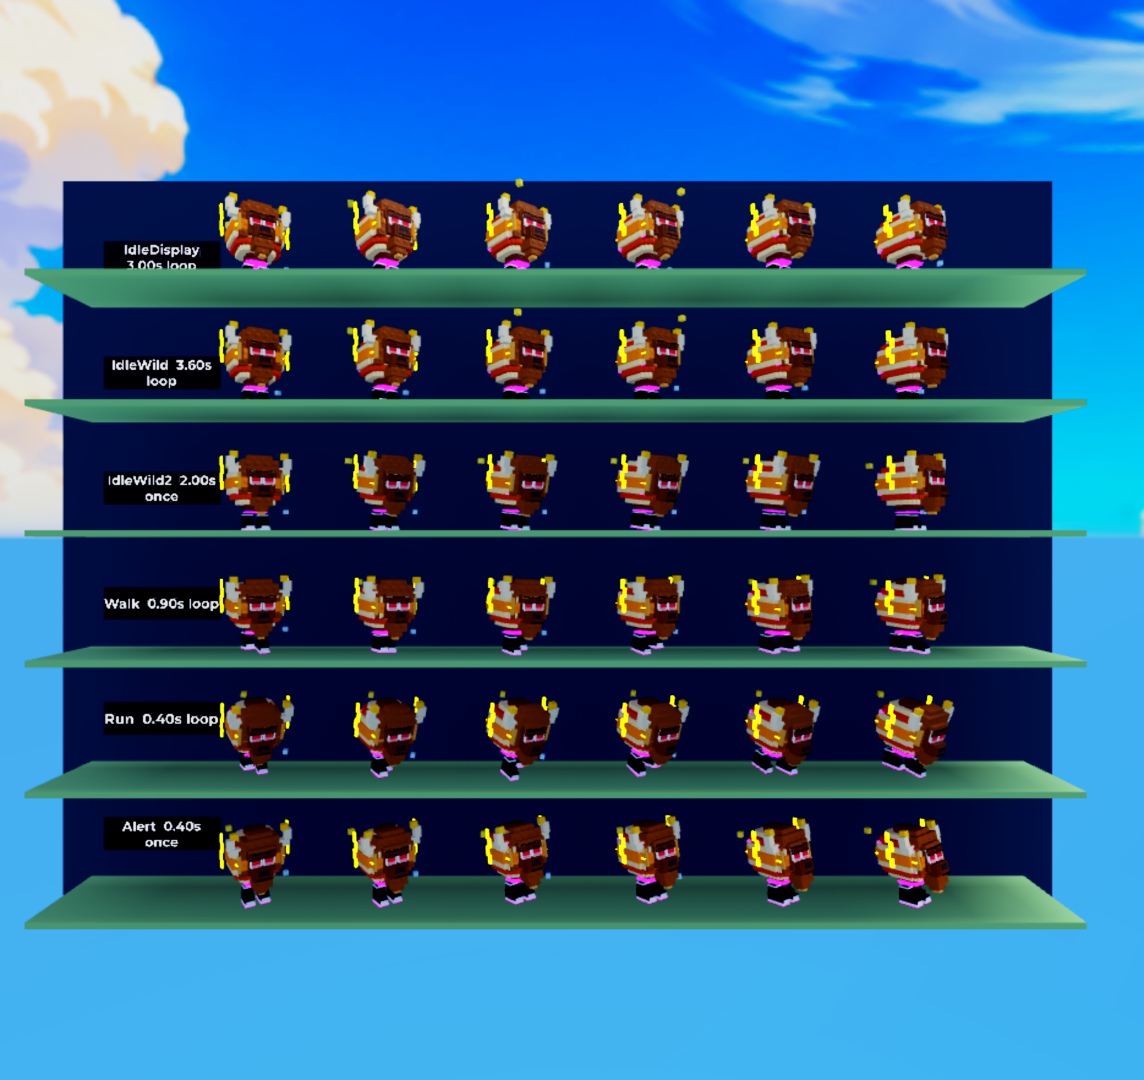 IdleDisplay
3.00s loop
IdleWild 3.60s
loop
IdleWild2 2.00s
once
Walk 0.90s loop
Run 0.40s loop
Alert 0.40s
once